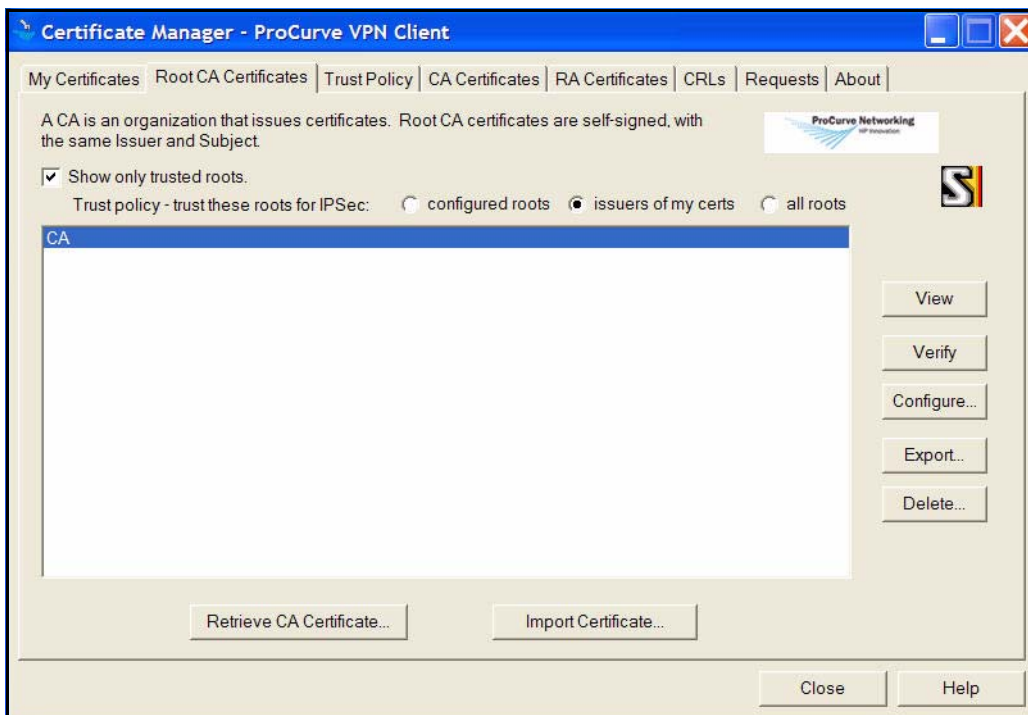 Certificate Manager - ProCurve VPN Client
My Certificates Root CA Certificates Trust Policy CA Certificates RA Certificates CRLs Requests About
A CA is an organization that issues certificates. Root CA certificates are self-signed, with
the same Issuer and Subject.
ProCurve Networking
HP Innovation
Show only trusted roots.
Trust policy - trust these roots for IPSec: configured roots issuers of my certs all roots
S
CA
View
Verify
Configure...
Export...
Delete...
Retrieve CA Certificate... Import Certificate...
Close Help